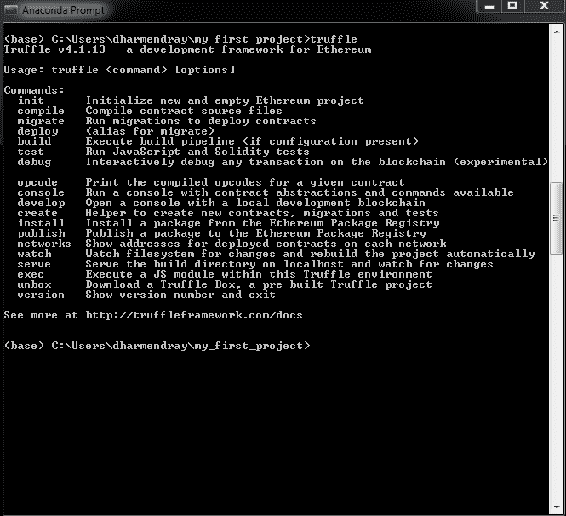 Anaconda Prompt
(base) C:\Users\dharmendray\my_first_project>truffle
Truffle v4.1.13 - a development framework for Ethereum
Usage: truffle <command> [options]
Commands:
init Initialize new and empty Ethereum project
compile Compile contract source files
migrate Run migrations to deploy contracts
deploy (alias for migrate)
build Execute build pipeline (if configuration present)
test Run JavaScript and Solidity tests
debug Interactively debug any transaction on the blockchain (experimental)
opcode Print the compiled opcodes for a given contract
console Run a console with contract abstractions and commands available
develop Open a console with a local development blockchain
create Helper to create new contracts, migrations and tests
install Install a package from the Ethereum Package Registry
publish Publish a package to the Ethereum Package Registry
networks Show addresses for deployed contracts on each network
watch Watch filesystem for changes and rebuild the project automatically
serve Serve the build directory on localhost and watch for changes
exec Execute a JS module within this Truffle environment
unbox Download a Truffle Box, a pre built Truffle project
version Show version number and exit
See more at http://truffleframework.com/docs
(base) C:\Users\dharmendray\my_first_project>